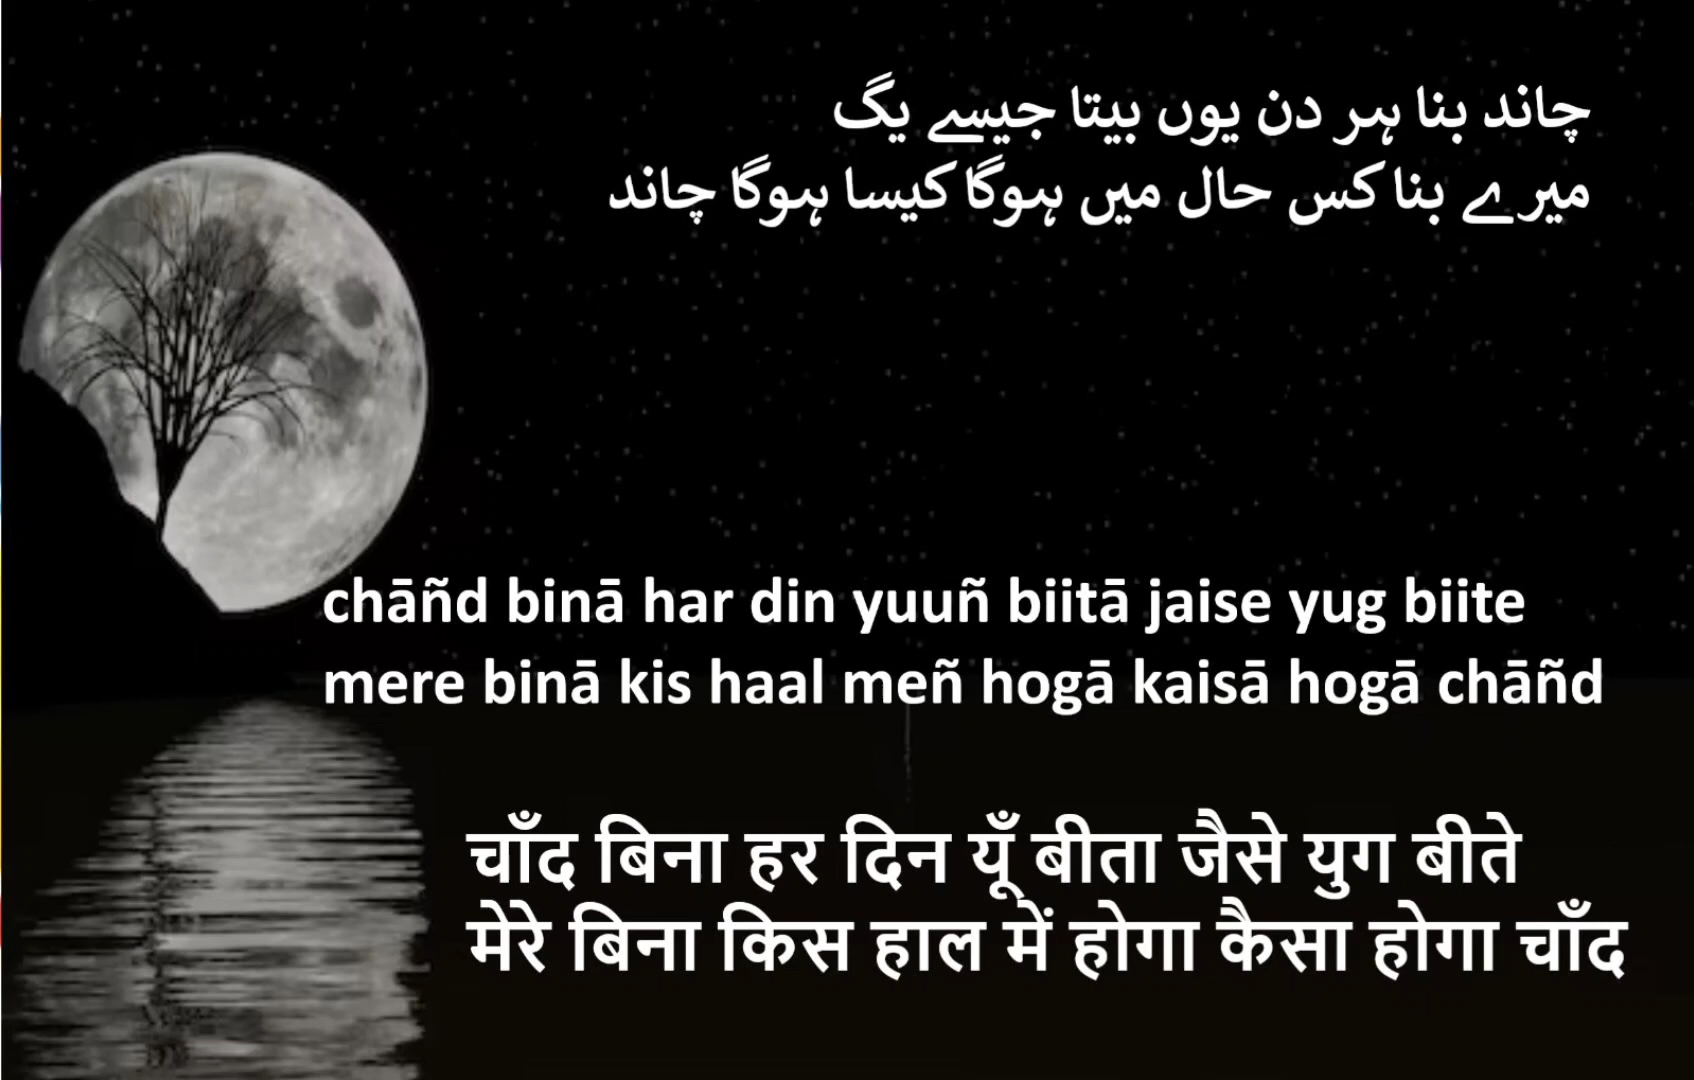 چاند بنا ہر دن یوں بیتا جیسے یگ
میرے بنا کس حال میں ہوگا کیسا ہوگا چاند
chāñd binā har din yuuñ biitā jaise yug biite
mere binā kis haal meñ hogā kaisā hogā chāñd
चाँद बिना हर दिन यूँ बीता जैसे युग बीते
मेरे बिना किस हाल में होगा कैसा होगा चाँद